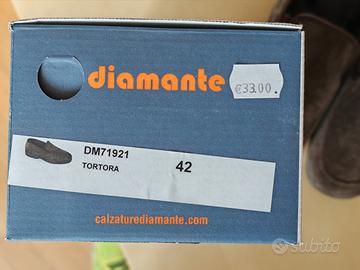 diamante
€33.00.
DM71921
TORTORA
42
calzaturediamante.com
subito